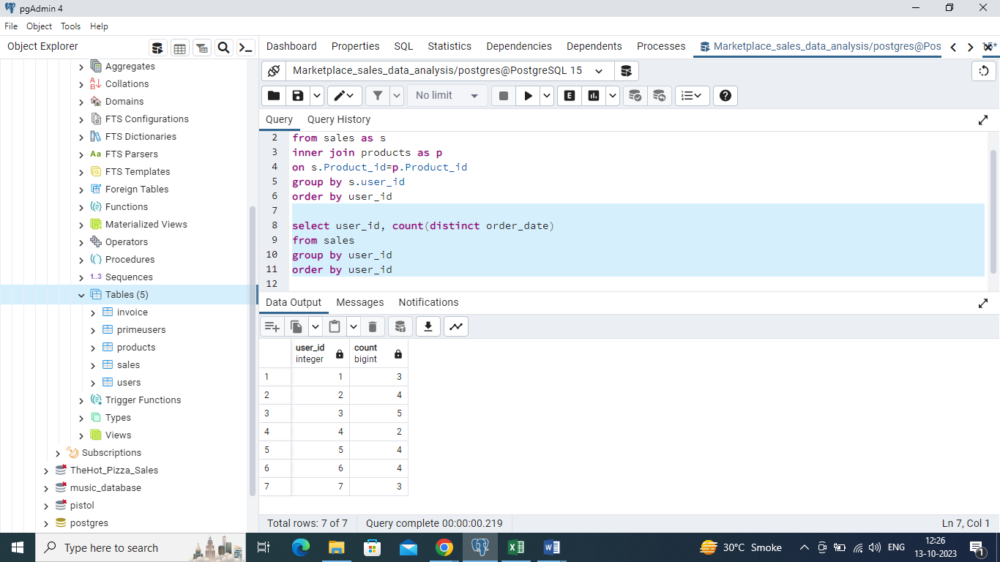 pgAdmin 4
File Object Tools Help
Object Explorer
Dashboard Properties SQL Statistics Dependencies Dependents Processes Marketplace_sales_data_analysis/postgres@Pos
Marketplace_sales_data_analysis/postgres@PostgreSQL 15
No limit
E
Query Query History
2 from sales as s
3 inner join products as p
4 on s.Product_id=p.Product_id
5 group by s.user_id
6 order by user_id
7
8 select user_id, count(distinct order_date)
9 from sales
10 group by user_id
11 order by user_id
12
Data Output Messages Notifications
user_id integer count bigint
1 1 3
2 2 4
3 3 5
4 4 2
5 5 4
6 6 4
7 7 3
Total rows: 7 of 7 Query complete 00:00:00.219 Ln 7, Col 1
Aggregates
Collations
Domains
FTS Configurations
FTS Dictionaries
Aa FTS Parsers
FTS Templates
Foreign Tables
Functions
Materialized Views
Operators
Procedures
1..3 Sequences
Tables (5)
invoice
primeusers
products
sales
users
Trigger Functions
Types
Views
Subscriptions
TheHot_Pizza_Sales
music_database
pistol
postgres
Type here to search
30°C Smoke
ENG
12:26
13-10-2023
1